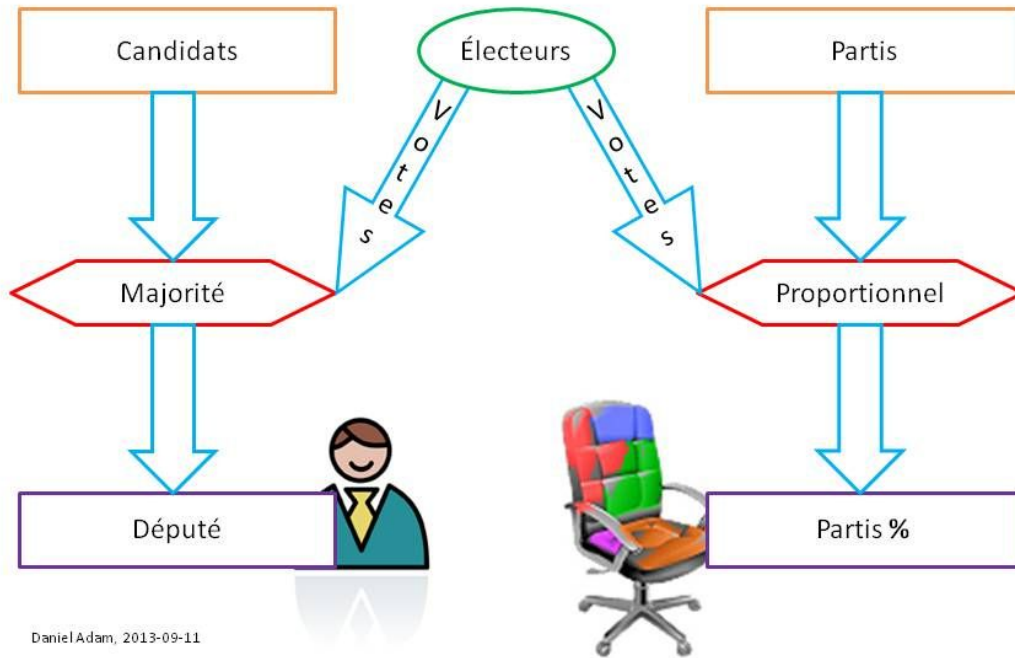 Candidats
Électeurs
Partis
Votes
Votes
Majorité
Proportionnel
Député
Partis %
Daniel Adam, 2013-09-11